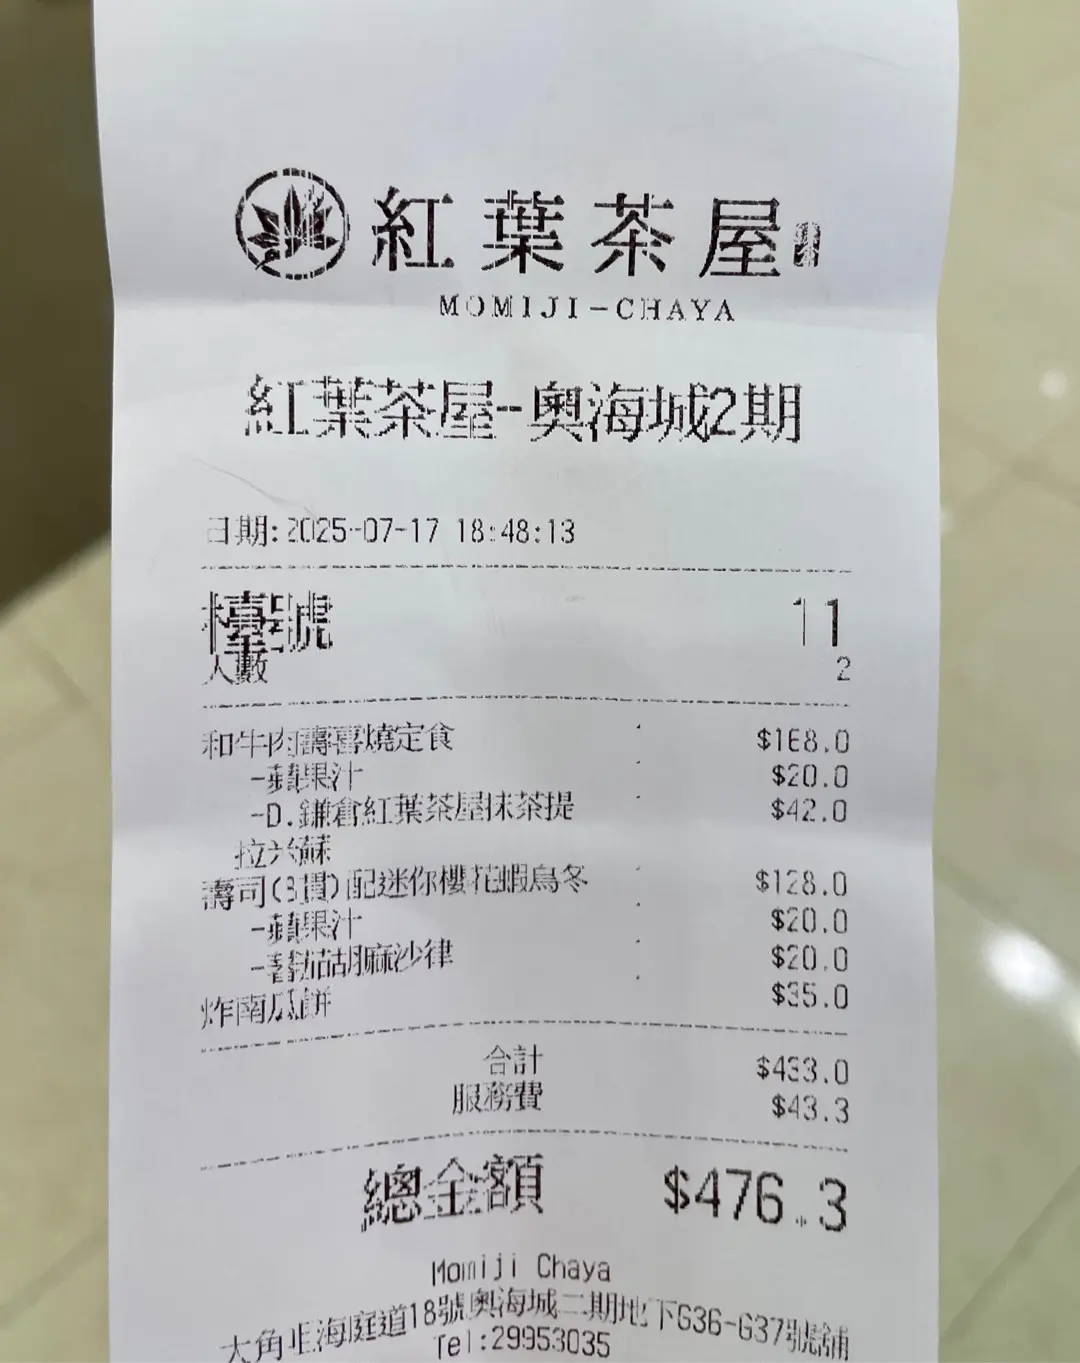 紅葉茶屋
MOMIJI-CHAYA
紅葉茶屋-奧海城2期
日期:2025-07-17 18:48:13
檯號 11
人數 2
和牛肉壽喜燒定食 $168.0
-蘋果汁 $20.0
-D.鎌倉紅葉茶屋抹茶提 $42.0
拉米蘇
壽司(8貫)配迷你櫻花蝦烏冬 $128.0
-蘋果汁 $20.0
-蕃茄胡麻沙律 $20.0
炸南瓜餅 $35.0
合計 $433.0
服務費 $43.3
總金額 $476.3
Momiji Chaya
大角咀海庭道18號奧海城二期地下G36-G37號舖
Tel:29953035